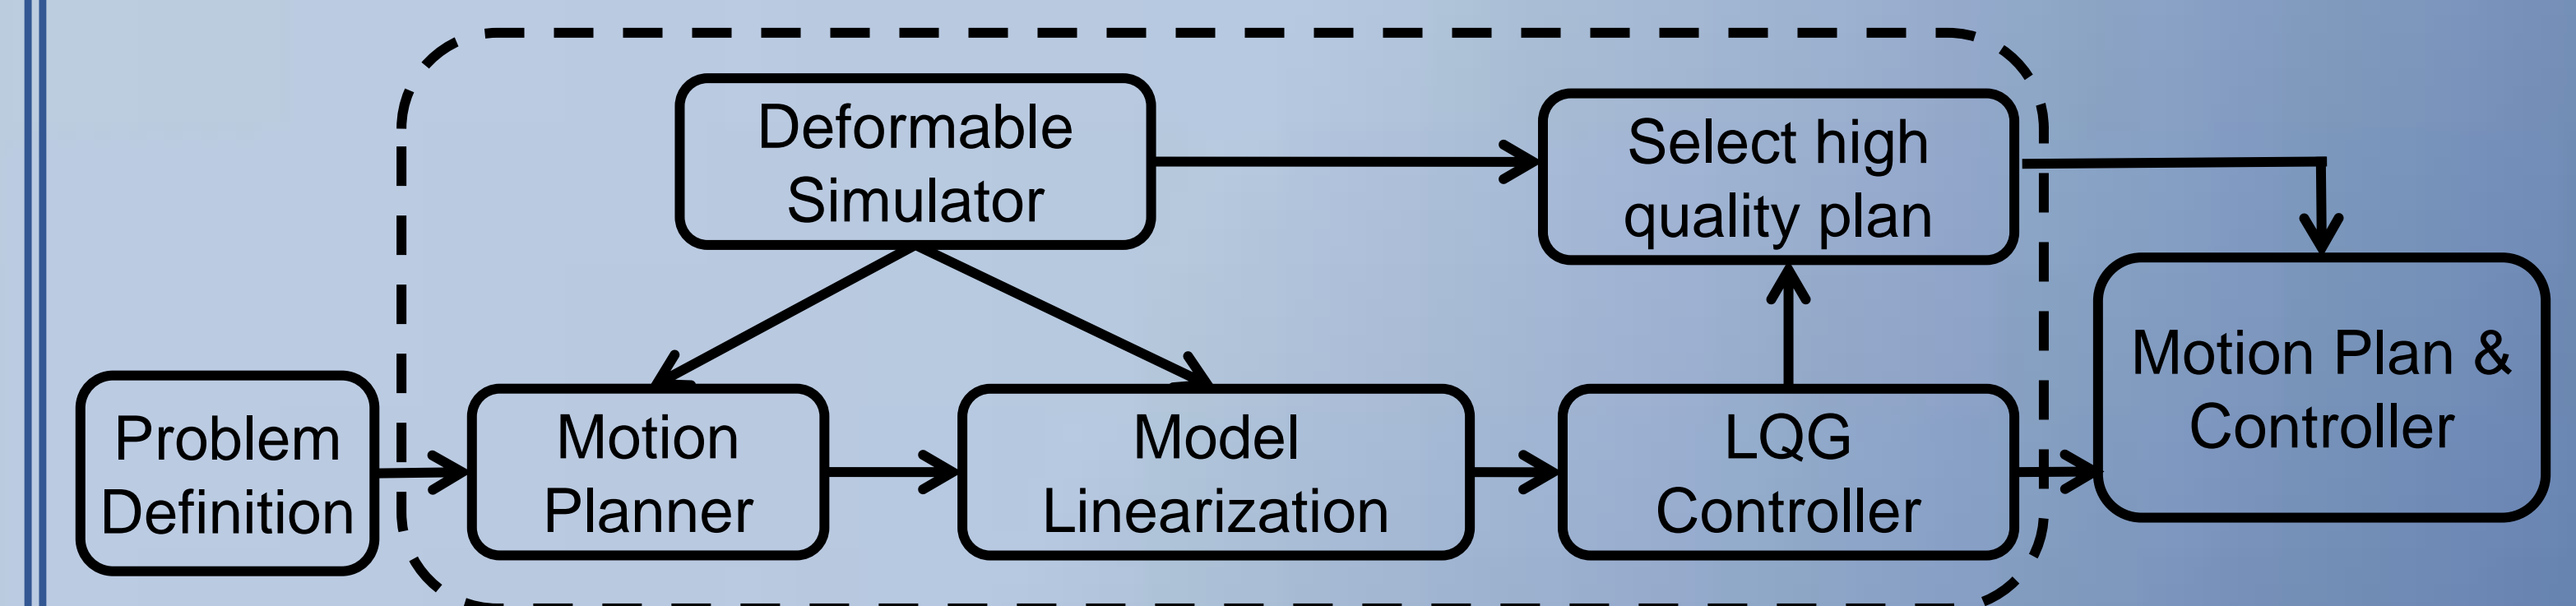 Deformable
Simulator
Select high
quality plan
Problem
Definition
Motion
Planner
Model
Linearization
LQG
Controller
Motion Plan &
Controller